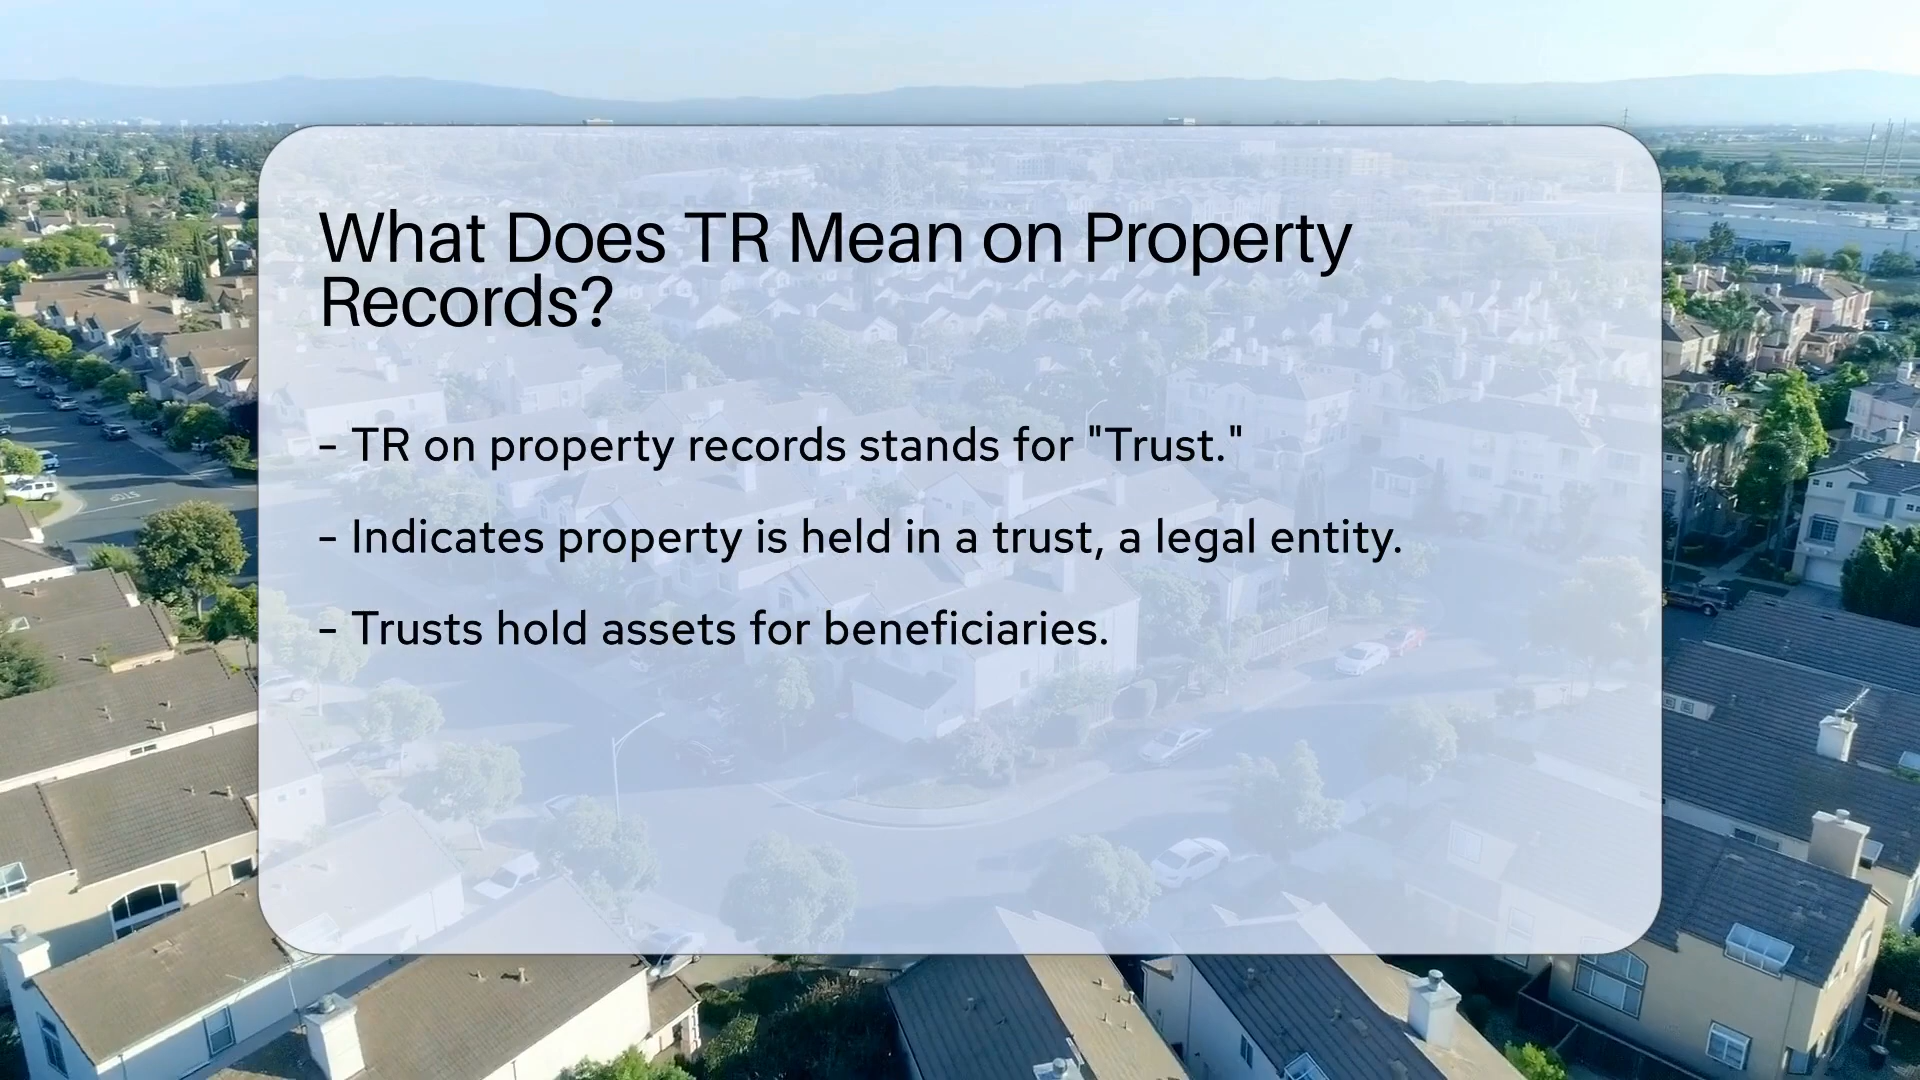 What Does TR Mean on Property
Records?
- TR on property records stands for "Trust."
- Indicates property is held in a trust, a legal entity.
- Trusts hold assets for beneficiaries.